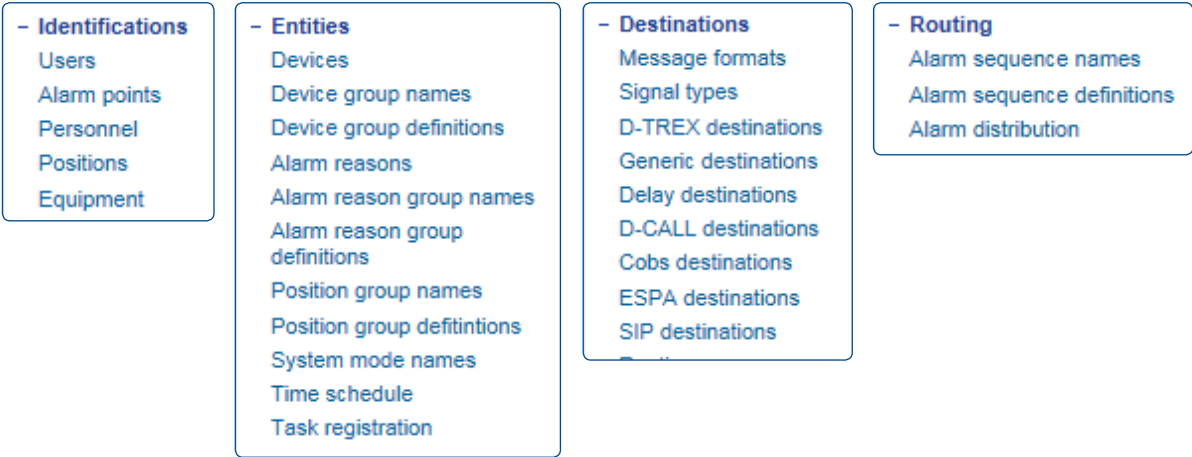 – Identifications
Users
Alarm points
Personnel
Positions
Equipment
– Entities
Devices
Device group names
Device group definitions
Alarm reasons
Alarm reason group names
Alarm reason group
definitions
Position group names
Position group defitintions
System mode names
Time schedule
Task registration
– Destinations
Message formats
Signal types
D-TREX destinations
Generic destinations
Delay destinations
D-CALL destinations
Cobs destinations
ESPA destinations
SIP destinations
– Routing
Alarm sequence names
Alarm sequence definitions
Alarm distribution